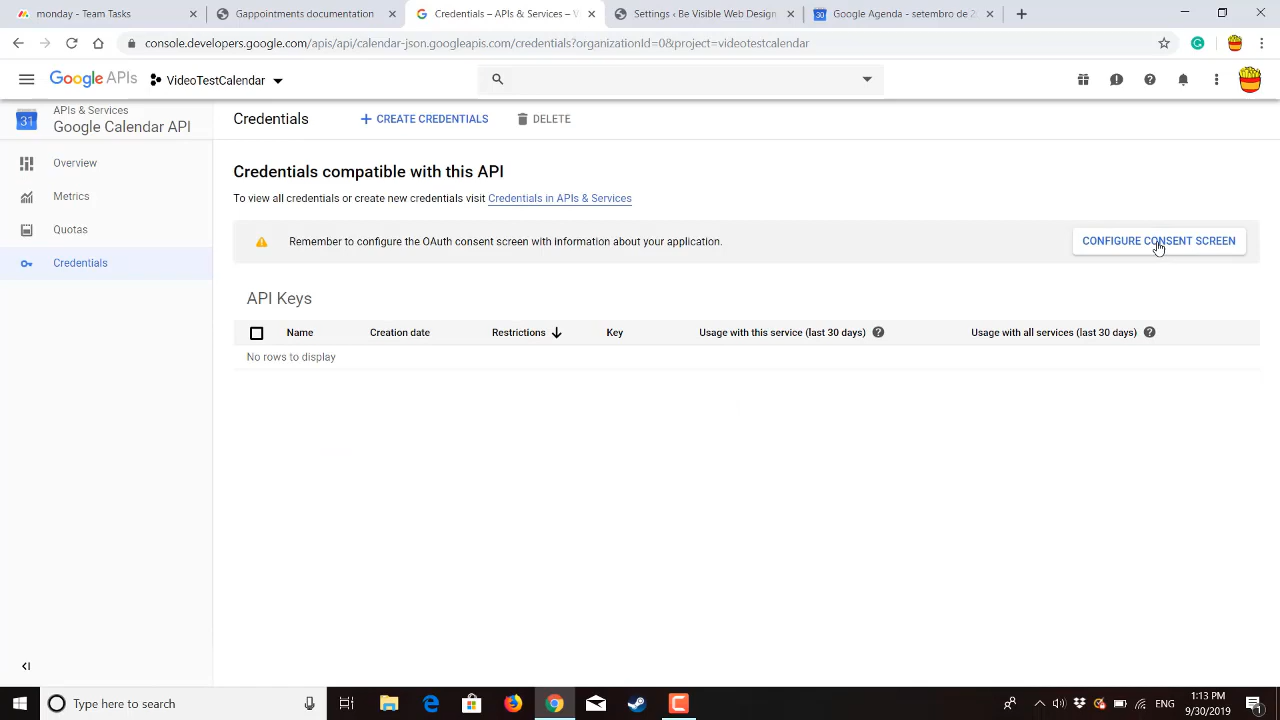 monday - Team Tasks
Gappointments documentation
Credentials – APIs & Services – V
Settings ‹ Be Visible Web Design
Google Agenda - setembro de 2
console.developers.google.com/apis/api/calendar-json.googleapis.com/credentials?organizationId=0&project=videotestcalendar
Google APIs
VideoTestCalendar
31
APIs & Services
Google Calendar API
Credentials
CREATE CREDENTIALS
DELETE
Overview
Metrics
Quotas
Credentials
Credentials compatible with this API
To view all credentials or create new credentials visit Credentials in APIs & Services
Remember to configure the OAuth consent screen with information about your application.
CONFIGURE CONSENT SCREEN
API Keys
Name
Creation date
Restrictions
Key
Usage with this service (last 30 days)
Usage with all services (last 30 days)
No rows to display
Type here to search
ENG
1:13 PM
9/30/2019